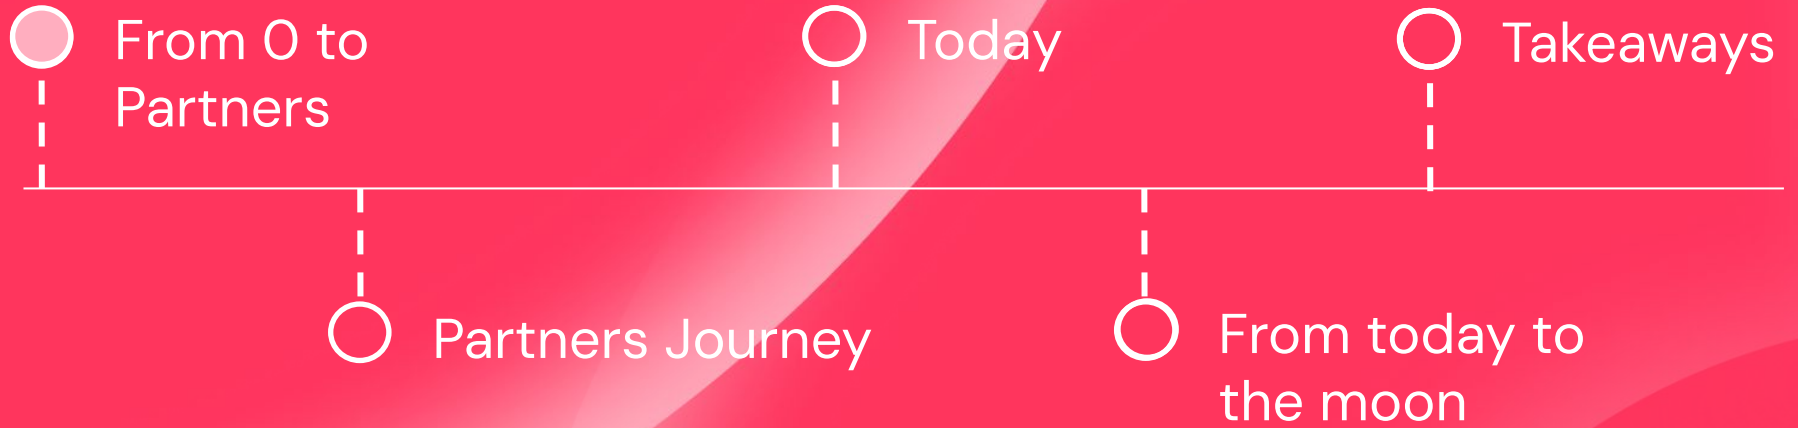 From 0 to
Partners
Partners Journey
Today
From today to
the moon
Takeaways